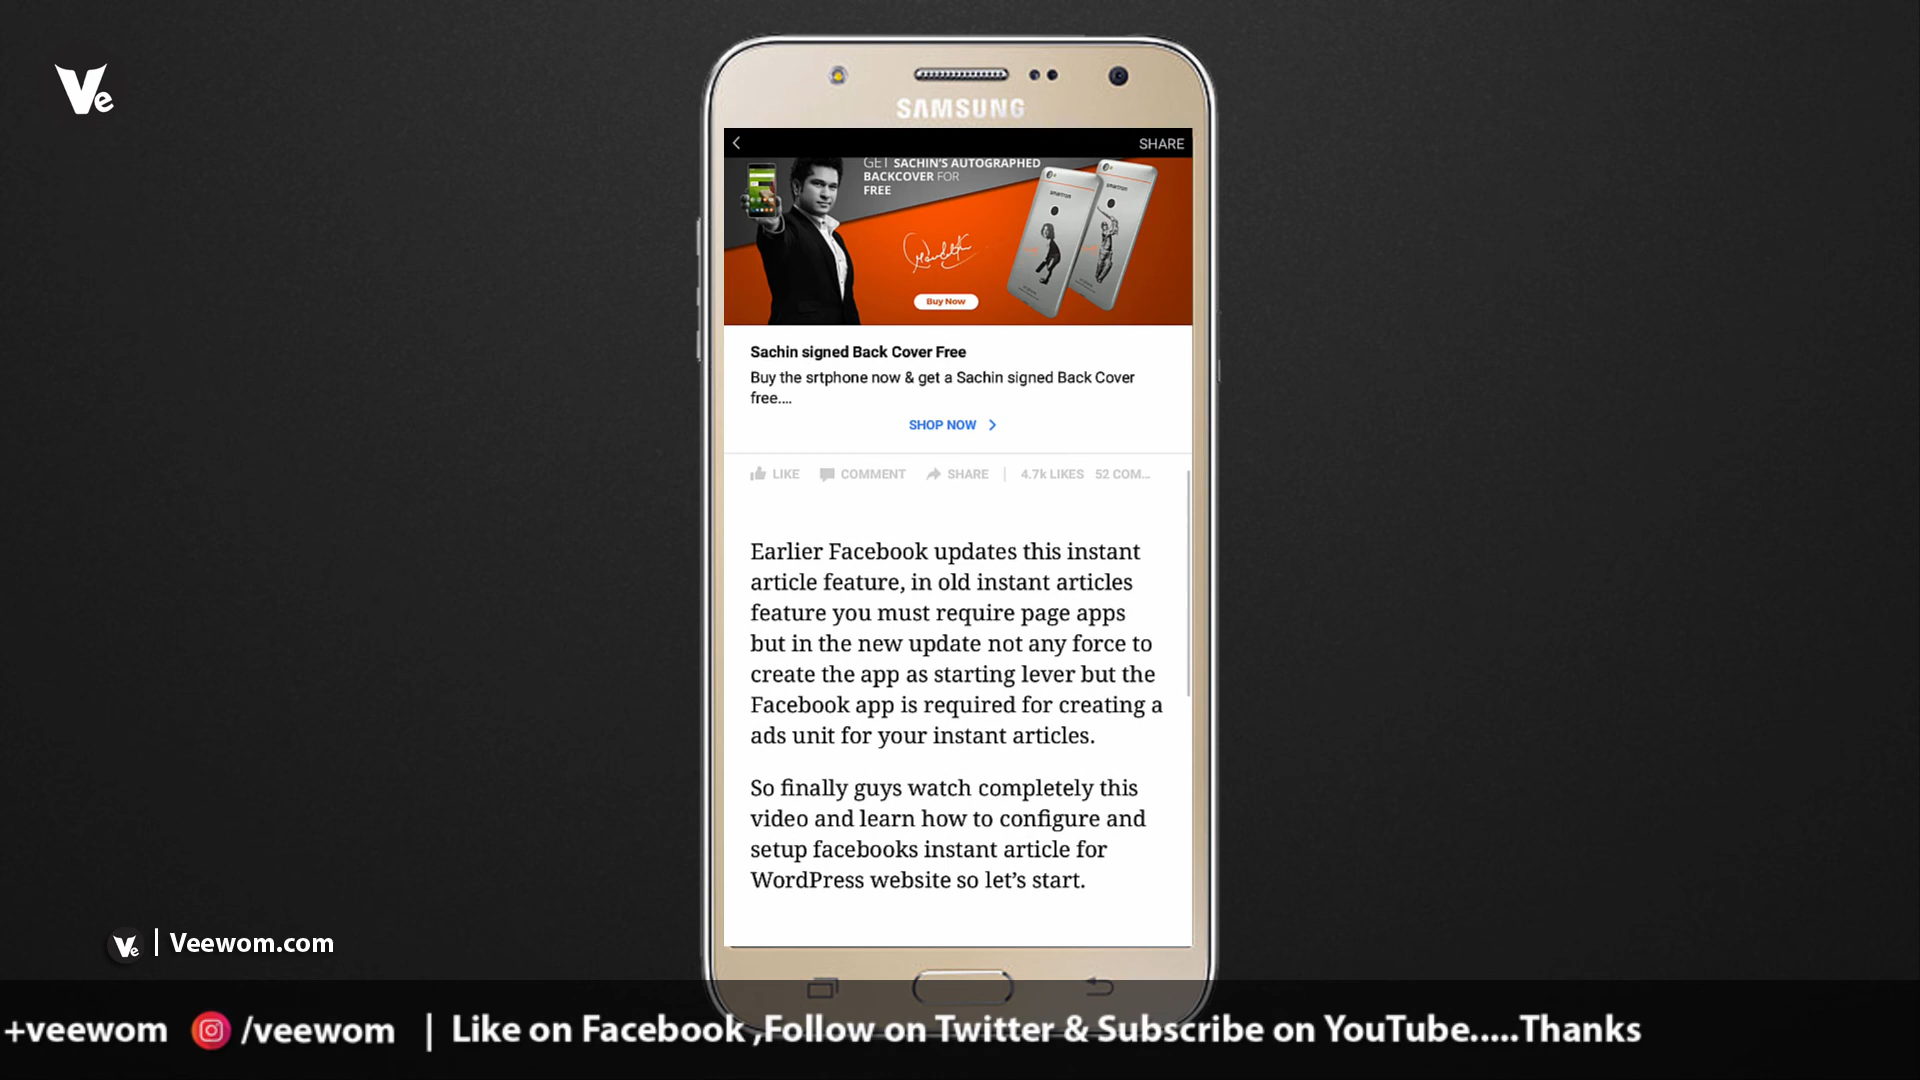 Ve
SAMSUNG
SHARE
GET SACHIN'S AUTOGRAPHED
BACKCOVER FOR
FREE
smartron
smartron
Buy Now
Sachin signed Back Cover Free
Buy the srtphone now & get a Sachin signed Back Cover
free....
SHOP NOW
LIKE COMMENT SHARE | 4.7k LIKES 52 COM...
Earlier Facebook updates this instant
article feature, in old instant articles
feature you must require page apps
but in the new update not any force to
create the app as starting lever but the
Facebook app is required for creating a
ads unit for your instant articles.
So finally guys watch completely this
video and learn how to configure and
setup facebooks instant article for
WordPress website so let’s start.
Ve | Veewom.com
+veewom /veewom | Like on Facebook ,Follow on Twitter & Subscribe on YouTube.....Thanks